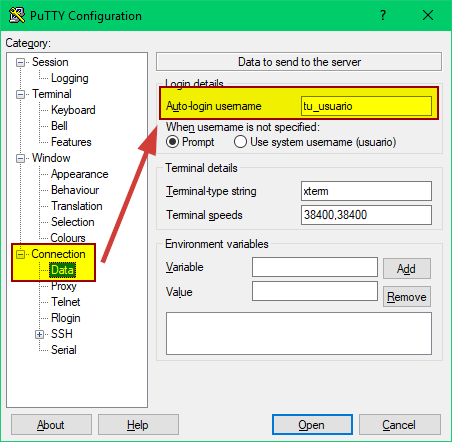 PuTTY Configuration
Category:
Session
Logging
Terminal
Keyboard
Bell
Features
Window
Appearance
Behaviour
Translation
Selection
Colours
Connection
Data
Proxy
Telnet
Rlogin
SSH
Serial
Data to send to the server
Login details
Auto-login username tu_usuario
When username is not specified:
Prompt Use system username (usuario)
Terminal details
Terminal-type string xterm
Terminal speeds 38400,38400
Environment variables
Variable Add
Value Remove
About Help Open Cancel